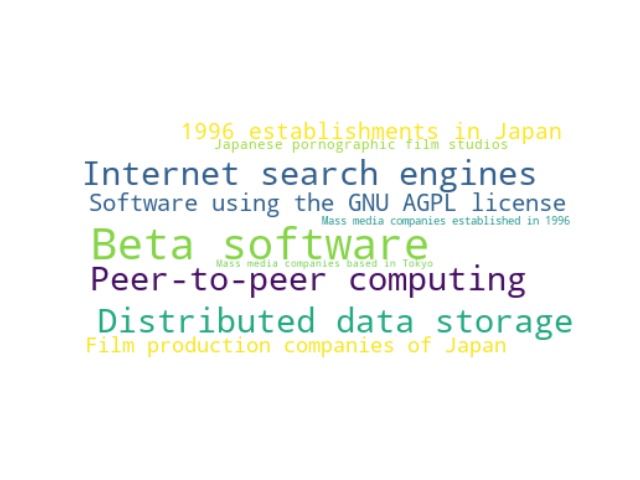 1996 establishments in Japan
Japanese pornographic film studios
Internet search engines
Software using the GNU AGPL license
Mass media companies established in 1996
Beta software
Mass media companies based in Tokyo
Peer-to-peer computing
Distributed data storage
Film production companies of Japan